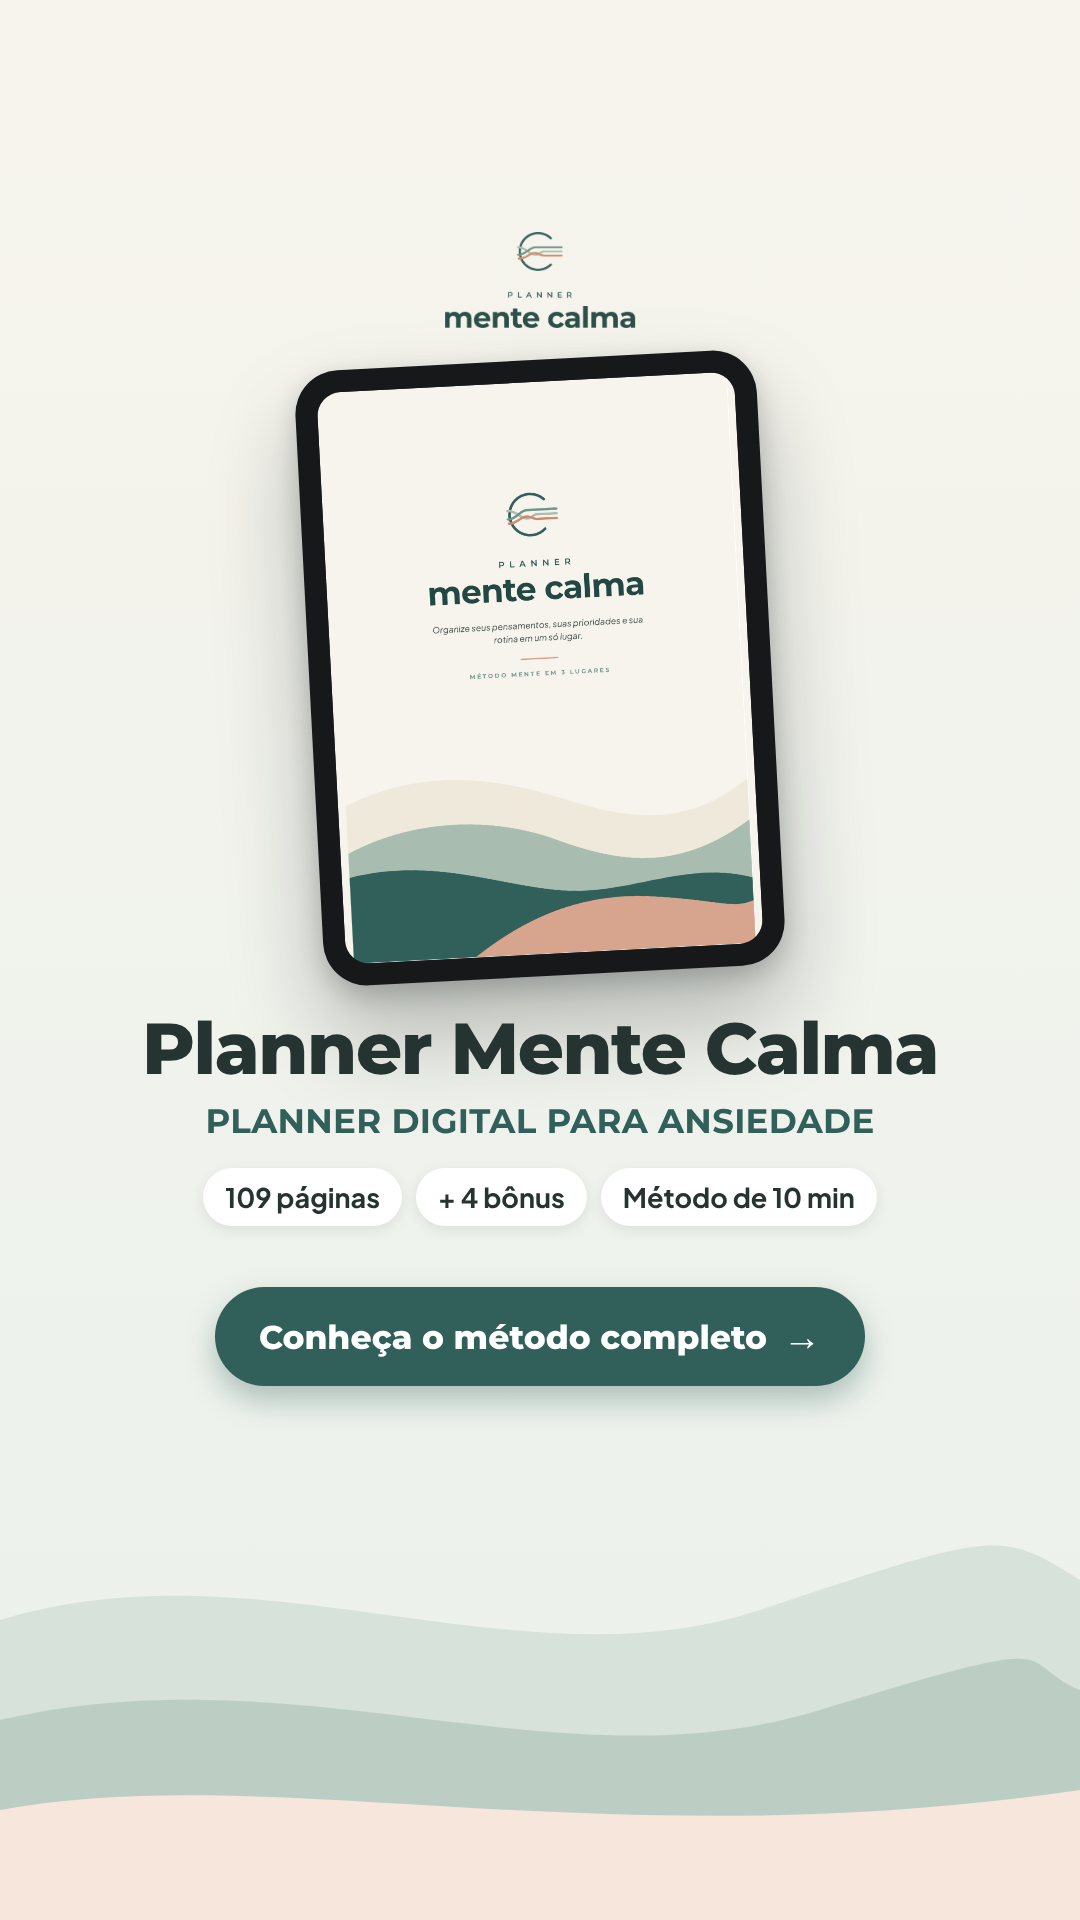 PLANNER
mente calma
PLANNER
mente calma
Organize seus pensamentos, suas prioridades e sua
rotina em um só lugar.
MÉTODO MENTE EM 3 LUGARES
Planner Mente Calma
PLANNER DIGITAL PARA ANSIEDADE
109 páginas
+ 4 bônus
Método de 10 min
Conheça o método completo →